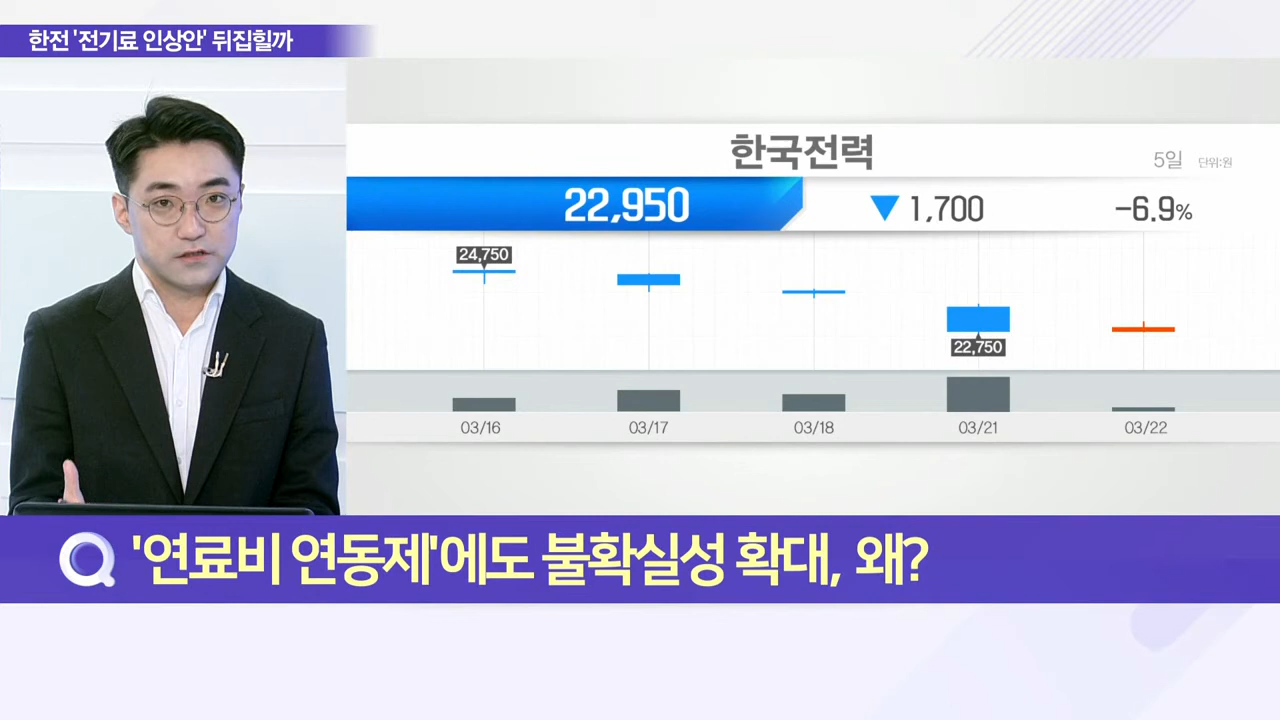 한전 '전기료 인상안' 뒤집힐까
한국전력
5일 단위:원
22,950 ▼ 1,700 -6.9%
24,750
22,750
03/16 03/17 03/18 03/21 03/22
Q '연료비 연동제'에도 불확실성 확대, 왜?